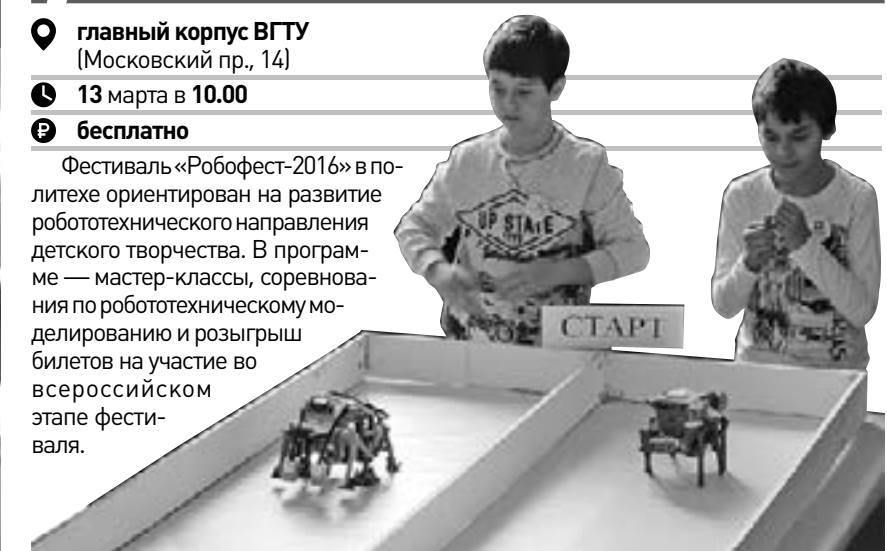 главный корпус ВГТУ
(Московский пр., 14)
13 марта в 10.00
бесплатно
Фестиваль «Робофест-2016» в по-
литехе ориентирован на развитие
робототехнического направления
детского творчества. В програм-
ме — мастер-классы, соревнова-
ния по робототехническому мо-
делированию и розыгрыш
билетов на участие во
всероссийском
этапе фести-
валя.
UP STATE
СТАРТ